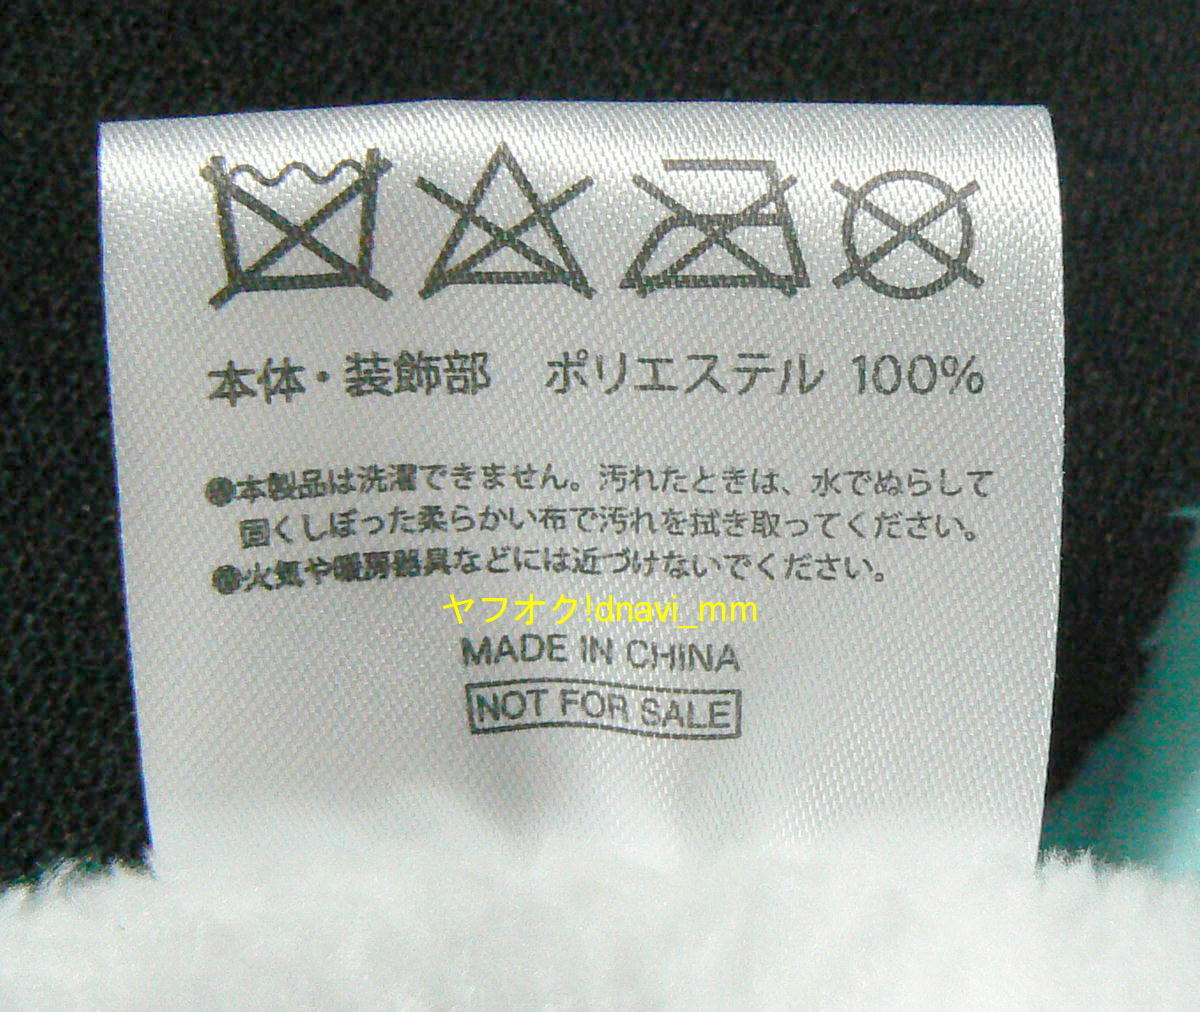 本体・装飾部 ポリエステル 100%
●本製品は洗濯できません。汚れたときは、水でぬらして
固くしぼった柔らかい布で汚れを拭き取ってください。
●火気や暖房器具などには近づけないでください。
ヤフオク!dnavi_mm
MADE IN CHINA
NOT FOR SALE